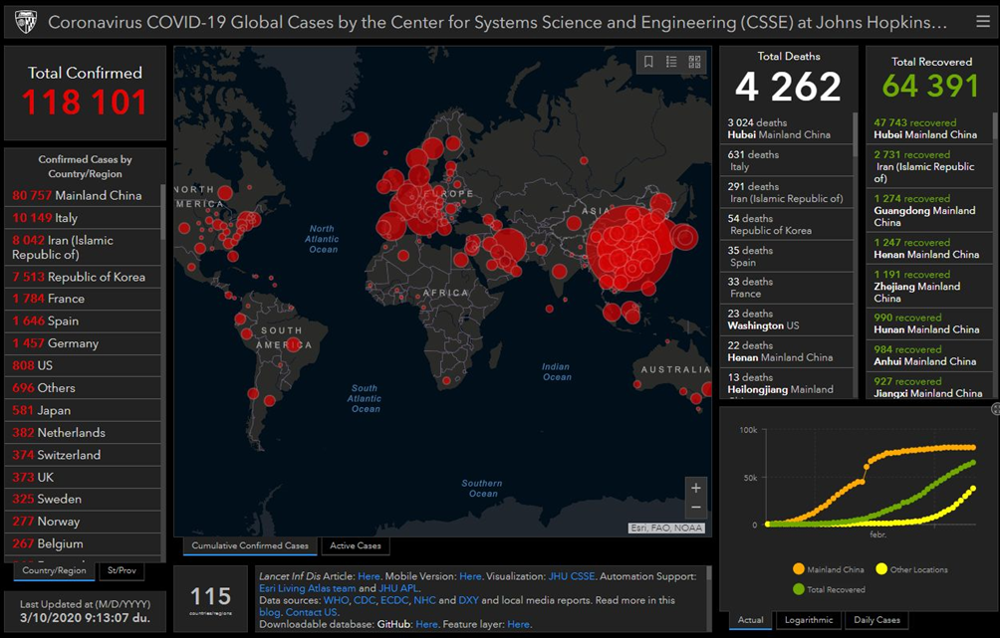 Coronavirus COVID-19 Global Cases by the Center for Systems Science and Engineering (CSSE) at Johns Hopkins…
Total Confirmed
118 101
Confirmed Cases by
Country/Region
80 757 Mainland China
10 149 Italy
8 042 Iran (Islamic
Republic of)
7 513 Republic of Korea
1 784 France
1 646 Spain
1 457 Germany
808 US
696 Others
581 Japan
382 Netherlands
374 Switzerland
373 UK
325 Sweden
277 Norway
267 Belgium
Country/Region
St/Prov
Last Updated at (M/D/YYYY)
3/10/2020 9:13:07 du.
NORTH
MERICA
North
Atlantic
Ocean
EUROPE
ASIA
AFRICA
SOUTH
AMERICA
South
Atlantic
Ocean
Indian
Ocean
AUSTRALIA
Southern
Ocean
+
−
Esri, FAO, NOAA
Cumulative Confirmed Cases
Active Cases
115
countries/regions
Lancet Inf Dis Article: Here. Mobile Version: Here. Visualization: JHU CSSE. Automation Support:
Esri Living Atlas team and JHU APL.
Data sources: WHO, CDC, ECDC, NHC and DXY and local media reports. Read more in this
blog. Contact US.
Downloadable database: GitHub: Here. Feature layer: Here.
Total Deaths
4 262
3 024 deaths
Hubei Mainland China
631 deaths
Italy
291 deaths
Iran (Islamic Republic of)
54 deaths
Republic of Korea
35 deaths
Spain
33 deaths
France
23 deaths
Washington US
22 deaths
Henan Mainland China
13 deaths
Heilongjiang Mainland
Total Recovered
64 391
47 743 recovered
Hubei Mainland China
2 731 recovered
Iran (Islamic Republic
of)
1 274 recovered
Guangdong Mainland
China
1 247 recovered
Henan Mainland China
1 191 recovered
Zhejiang Mainland
China
990 recovered
Hunan Mainland China
984 recovered
Anhui Mainland China
927 recovered
Jiangxi Mainland China
100k
50k
0
febr.
Mainland China
Other Locations
Total Recovered
Actual
Logarithmic
Daily Cases